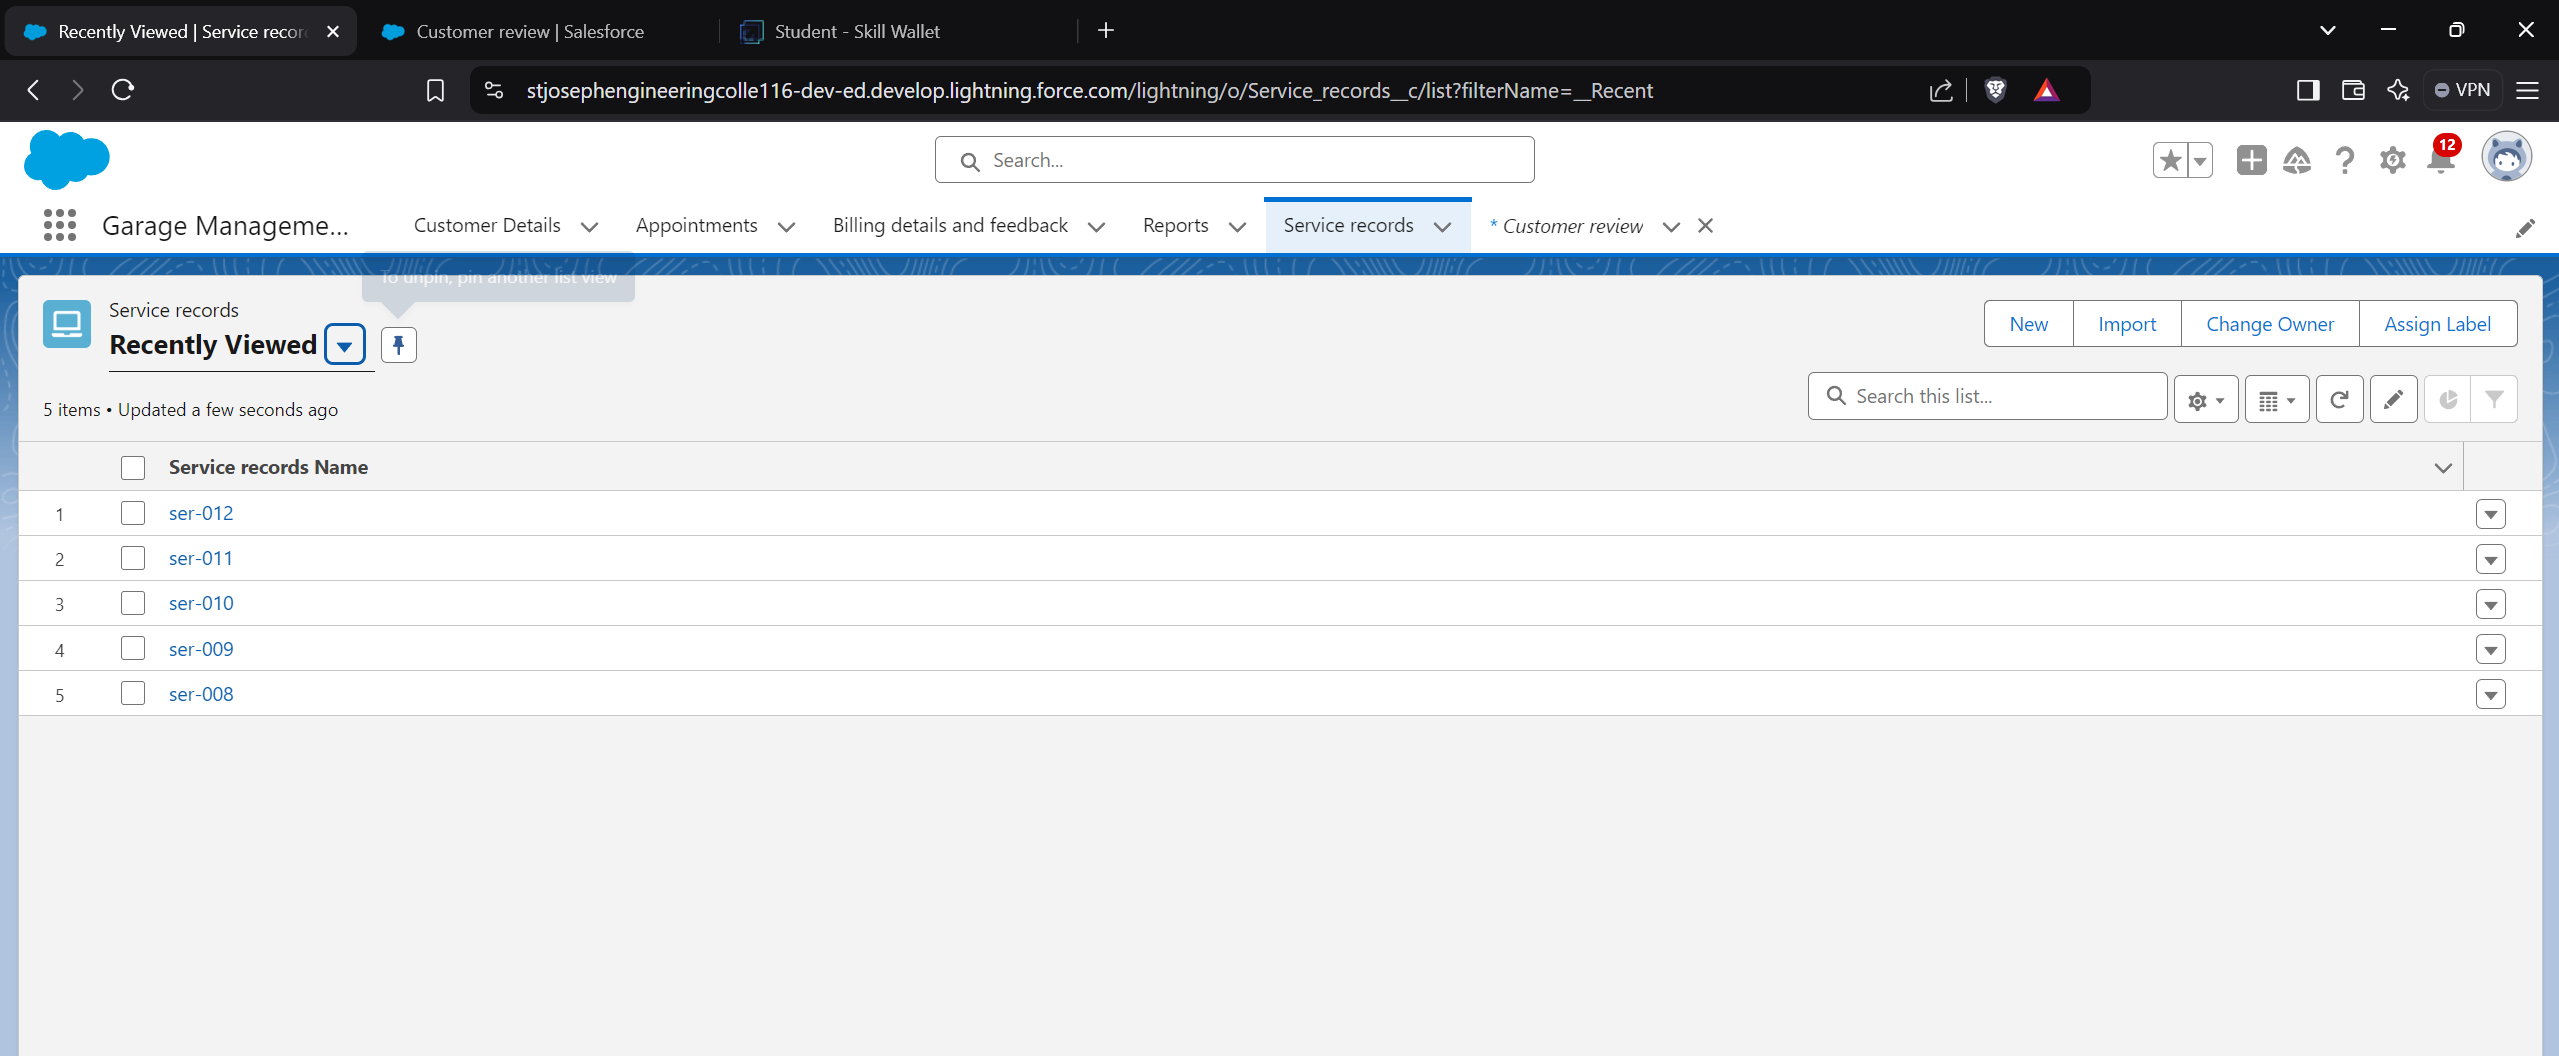 Recently Viewed | Service recor
Customer review | Salesforce
Student - Skill Wallet
stjosephengineeringcolle116-dev-ed.develop.lightning.force.com/lightning/o/Service_records__c/list?filterName=__Recent
VPN
Search...
12
Garage Manageme...
Customer Details
Appointments
Billing details and feedback
Reports
Service records
* Customer review
To unpin, pin another list view
Service records
Recently Viewed
New
Import
Change Owner
Assign Label
5 items • Updated a few seconds ago
Search this list...
Service records Name
1 ser-012
2 ser-011
3 ser-010
4 ser-009
5 ser-008